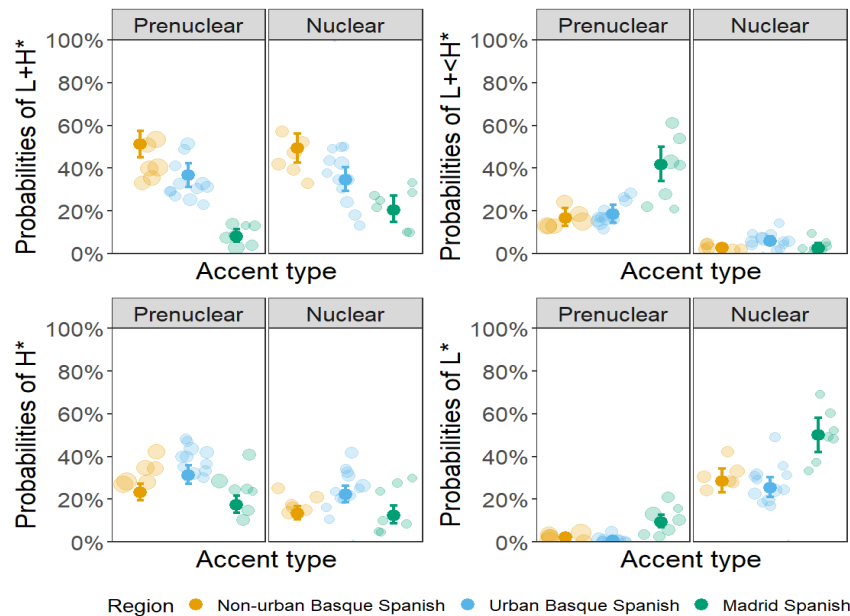 Prenuclear Nuclear
100%
80%
60%
40%
20%
0%
Probabilities of L+H*
Accent type
Prenuclear Nuclear
100%
80%
60%
40%
20%
0%
Probabilities of L+<H*
Accent type
Prenuclear Nuclear
100%
80%
60%
40%
20%
0%
Probabilities of H*
Accent type
Prenuclear Nuclear
100%
80%
60%
40%
20%
0%
Probabilities of L*
Accent type
Region Non-urban Basque Spanish Urban Basque Spanish Madrid Spanish